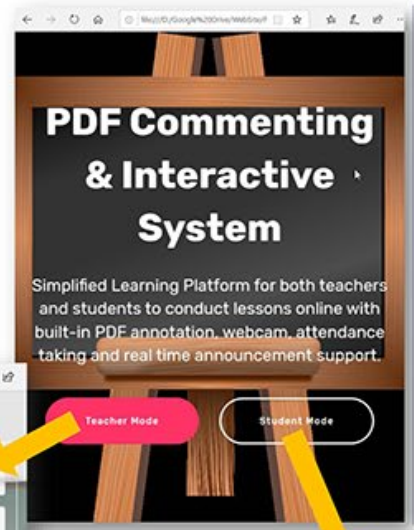 PDF Commenting
& Interactive
System
Simplified Learning Platform for both teachers
and students to conduct lessons online with
built-in PDF annotation, webcam, attendance
taking and real time announcement support.
Teacher Mode
Student Mode